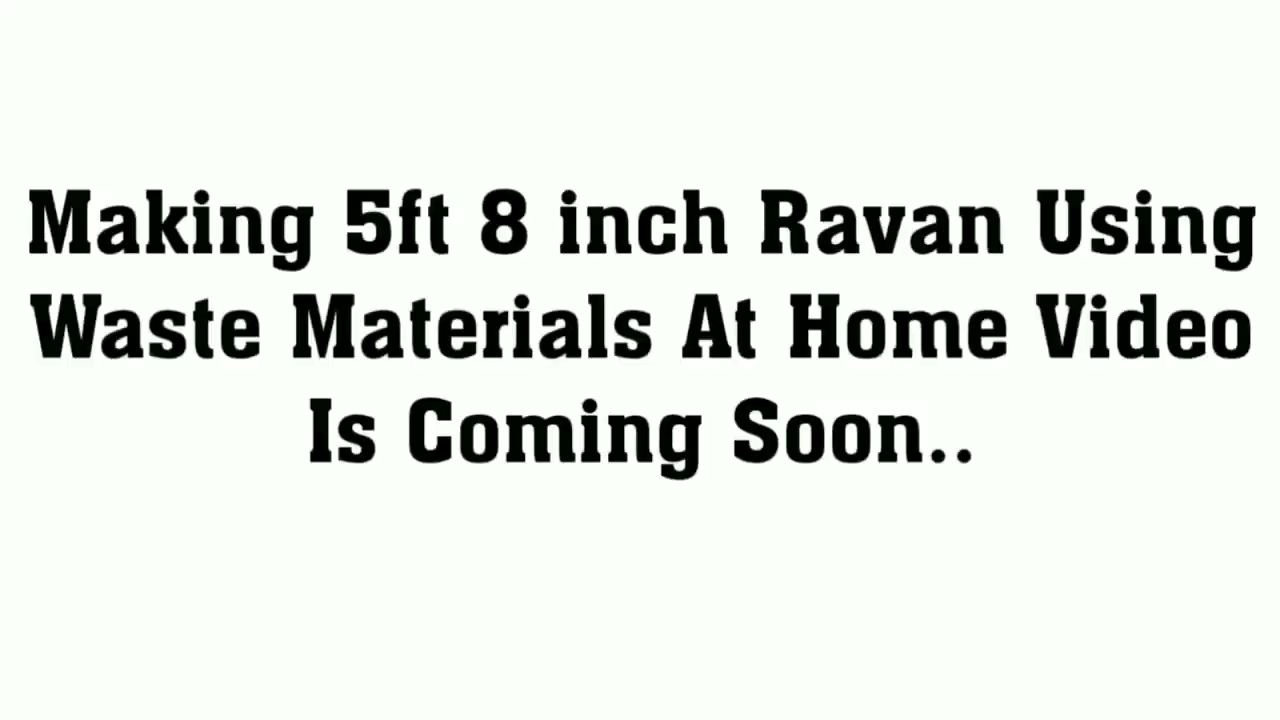 Making 5ft 8 inch Ravan Using
Waste Materials At Home Video
Is Coming Soon..